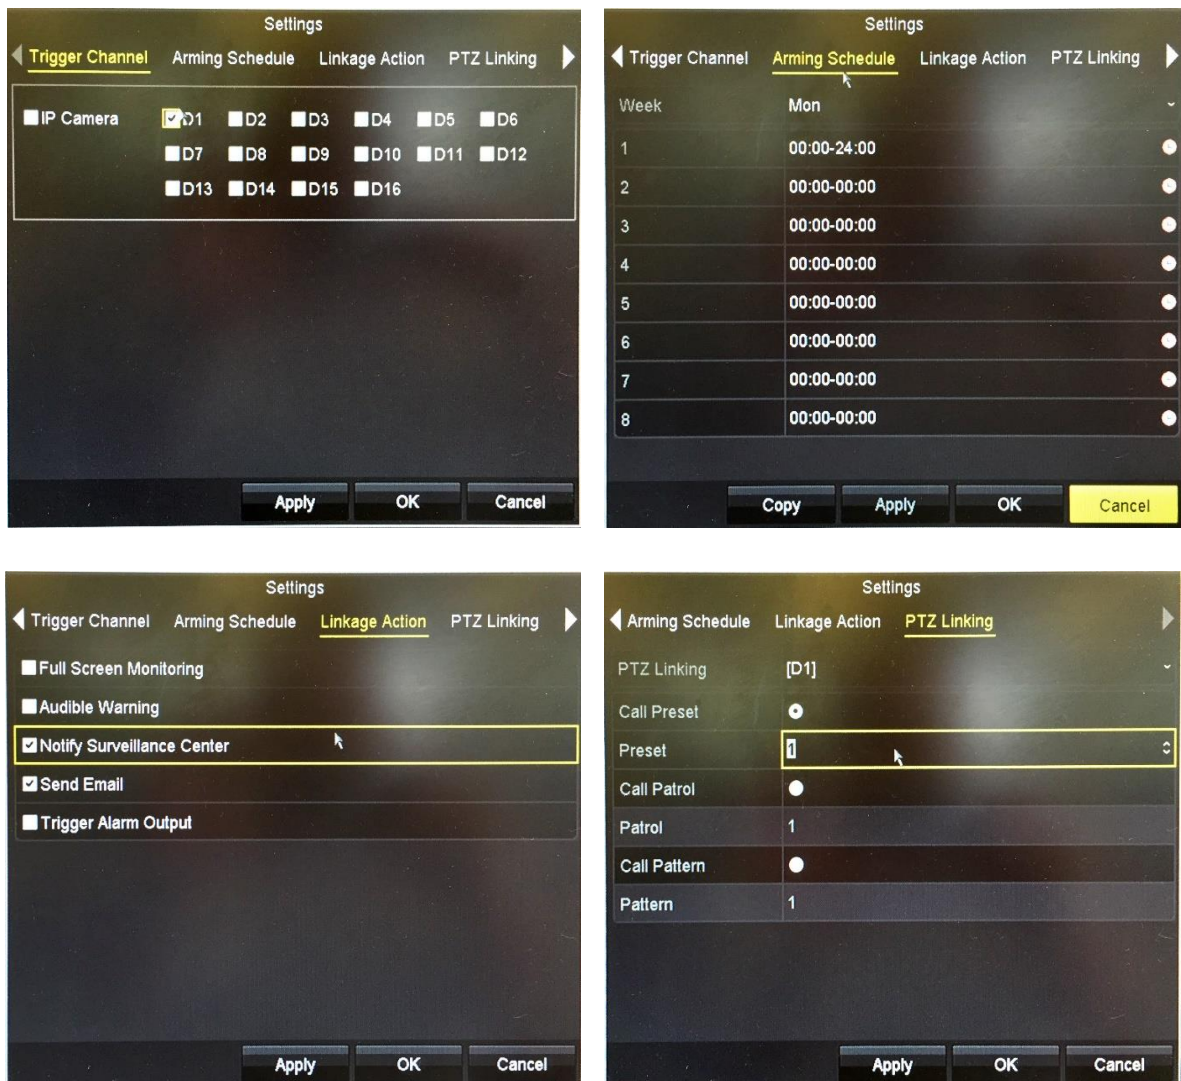 Settings
Trigger Channel Arming Schedule Linkage Action PTZ Linking
IP Camera D1 D2 D3 D4 D5 D6
D7 D8 D9 D10 D11 D12
D13 D14 D15 D16
Apply OK Cancel
Settings
Trigger Channel Arming Schedule Linkage Action PTZ Linking
Week Mon
1 00:00-24:00
2 00:00-00:00
3 00:00-00:00
4 00:00-00:00
5 00:00-00:00
6 00:00-00:00
7 00:00-00:00
8 00:00-00:00
Copy Apply OK Cancel
Settings
Trigger Channel Arming Schedule Linkage Action PTZ Linking
Full Screen Monitoring
Audible Warning
Notify Surveillance Center
Send Email
Trigger Alarm Output
Apply OK Cancel
Settings
Arming Schedule Linkage Action PTZ Linking
PTZ Linking [D1]
Call Preset
Preset 1
Call Patrol
Patrol 1
Call Pattern
Pattern 1
Apply OK Cancel